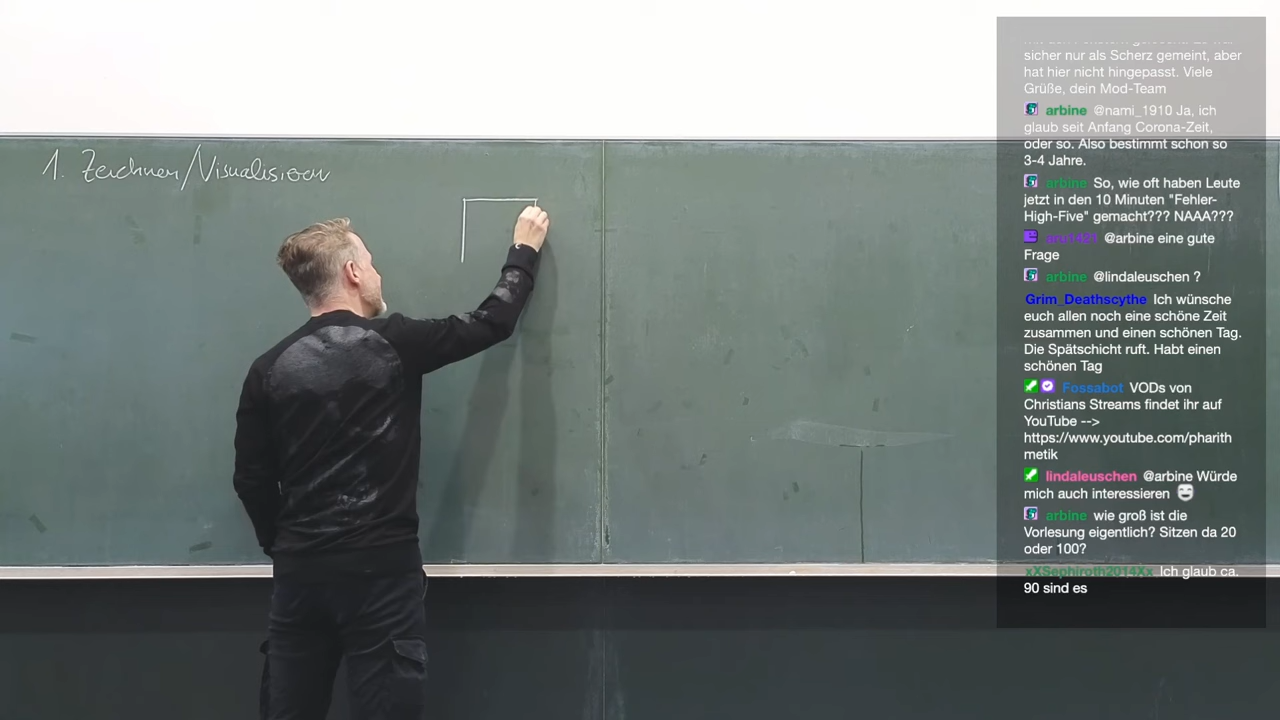 1. Zeichnen/Visualisieren
sicher nur als Scherz gemeint, aber
hat hier nicht hingepasst. Viele
Grüße, dein Mod-Team
arbine @nami_1910 Ja, ich
glaub seit Anfang Corona-Zeit,
oder so. Also bestimmt schon so
3-4 Jahre.
arbine So, wie oft haben Leute
jetzt in den 10 Minuten "Fehler-
High-Five" gemacht??? NAAA???
aru1421 @arbine eine gute
Frage
arbine @lindaleuschen ?
Grim_Deathscythe Ich wünsche
euch allen noch eine schöne Zeit
zusammen und einen schönen Tag.
Die Spätschicht ruft. Habt einen
schönen Tag
Fossabot VODs von
Christians Streams findet ihr auf
YouTube -->
https://www.youtube.com/pharith
metik
lindaleuschen @arbine Würde
mich auch interessieren
arbine wie groß ist die
Vorlesung eigentlich? Sitzen da 20
oder 100?
xXSephiroth2014Xx Ich glaub ca.
90 sind es